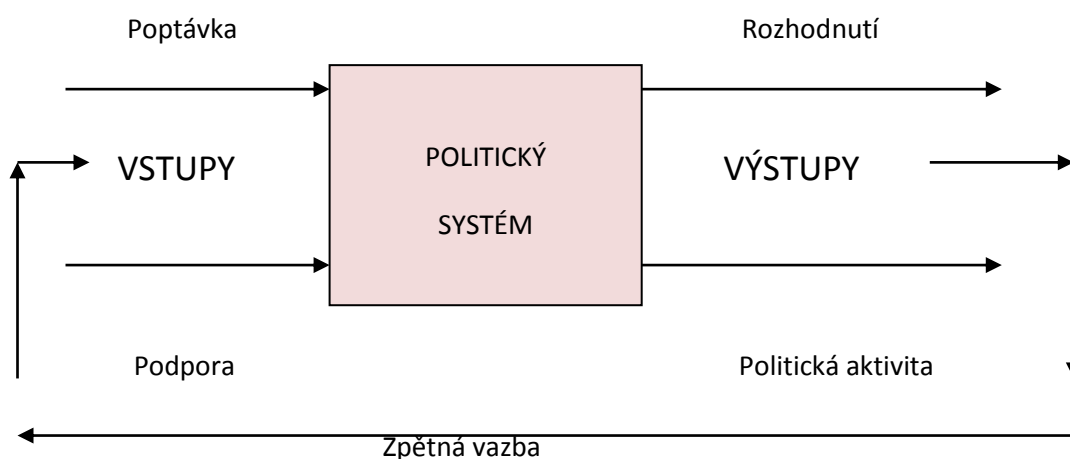 Poptávka
Rozhodnutí
VSTUPY
POLITICKÝ
SYSTÉM
VÝSTUPY
Podpora
Politická aktivita
Zpětná vazba